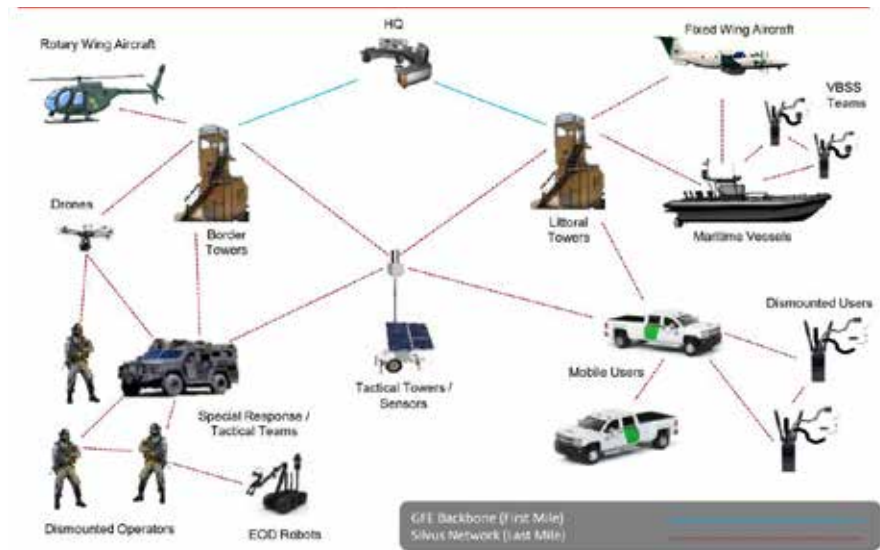 HQ
Rotary Wing Aircraft
Fixed Wing Aircraft
VBSS
Teams
Drones
Border
Towers
Littoral
Towers
Maritime Vessels
Dismounted Users
Mobile Users
Tactical Towers /
Sensors
Special Response /
Tactical Teams
Dismounted Operators
EOD Robots
GFE Backbone (First Mile)
Silvus Network (Last Mile)